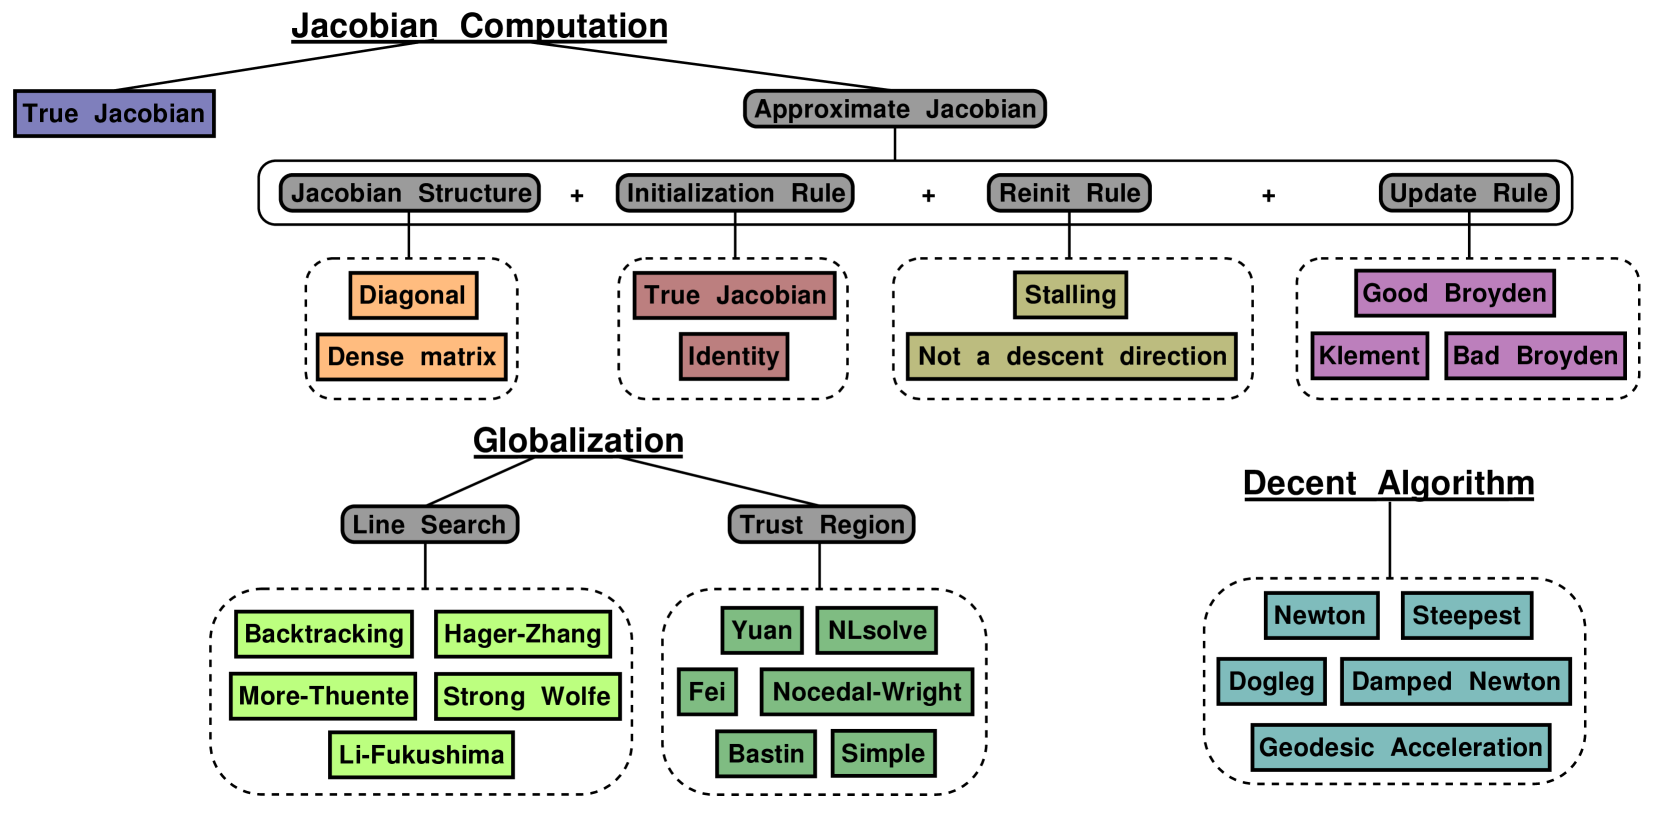 Jacobian Computation
True Jacobian
Approximate Jacobian
Jacobian Structure + Initialization Rule + Reinit Rule + Update Rule
Diagonal
Dense matrix
True Jacobian
Identity
Stalling
Not a descent direction
Good Broyden
Klement Bad Broyden
Globalization
Line Search
Trust Region
Backtracking Hager-Zhang
More-Thuente Strong Wolfe
Li-Fukushima
Yuan NLsolve
Fei Nocedal-Wright
Bastin Simple
Decent Algorithm
Newton Steepest
Dogleg Damped Newton
Geodesic Acceleration